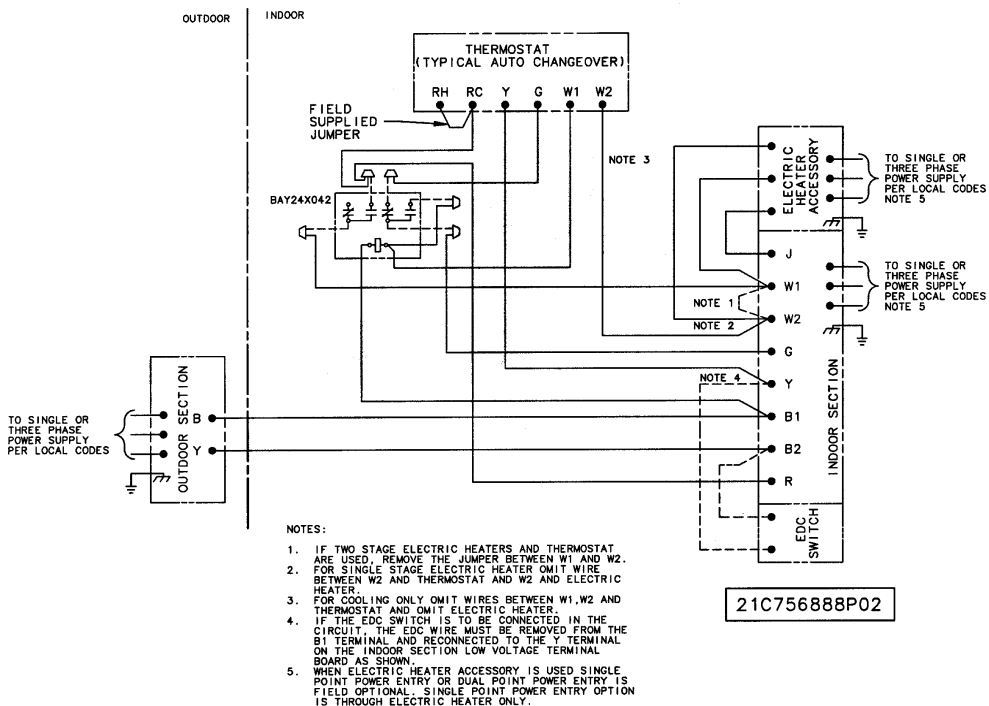 OUTDOOR
INDOOR
THERMOSTAT
(TYPICAL AUTO CHANGEOVER)
RH RC Y G W1 W2
FIELD
SUPPLIED
JUMPER
NOTE 3
BAY24X042
ELECTRIC
HEATER
ACCESSORY
TO SINGLE OR
THREE PHASE
POWER SUPPLY
PER LOCAL CODES
NOTE 5
J
W1
NOTE 1
W2
NOTE 2
G
NOTE 4
Y
B1
B2
R
INDOOR SECTION
TO SINGLE OR
THREE PHASE
POWER SUPPLY
PER LOCAL CODES
NOTE 5
EDC
SWITCH
TO SINGLE OR
THREE PHASE
POWER SUPPLY
PER LOCAL CODES
OUTDOOR SECTION
B
Y
NOTES:
1. IF TWO STAGE ELECTRIC HEATERS AND THERMOSTAT
ARE USED, REMOVE THE JUMPER BETWEEN W1 AND W2.
2. FOR SINGLE STAGE ELECTRIC HEATER OMIT WIRE
BETWEEN W2 AND THERMOSTAT AND W2 AND ELECTRIC
HEATER.
3. FOR COOLING ONLY OMIT WIRES BETWEEN W1,W2 AND
THERMOSTAT AND OMIT ELECTRIC HEATER.
4. IF THE EDC SWITCH IS TO BE CONNECTED IN THE
CIRCUIT, THE EDC WIRE MUST BE REMOVED FROM THE
B1 TERMINAL AND RECONNECTED TO THE Y TERMINAL
ON THE INDOOR SECTION LOW VOLTAGE TERMINAL
BOARD AS SHOWN.
5. WHEN ELECTRIC HEATER ACCESSORY IS USED SINGLE
POINT POWER ENTRY OR DUAL POINT POWER ENTRY IS
FIELD OPTIONAL. SINGLE POINT POWER ENTRY OPTION
IS THROUGH ELECTRIC HEATER ONLY.
21C756888P02